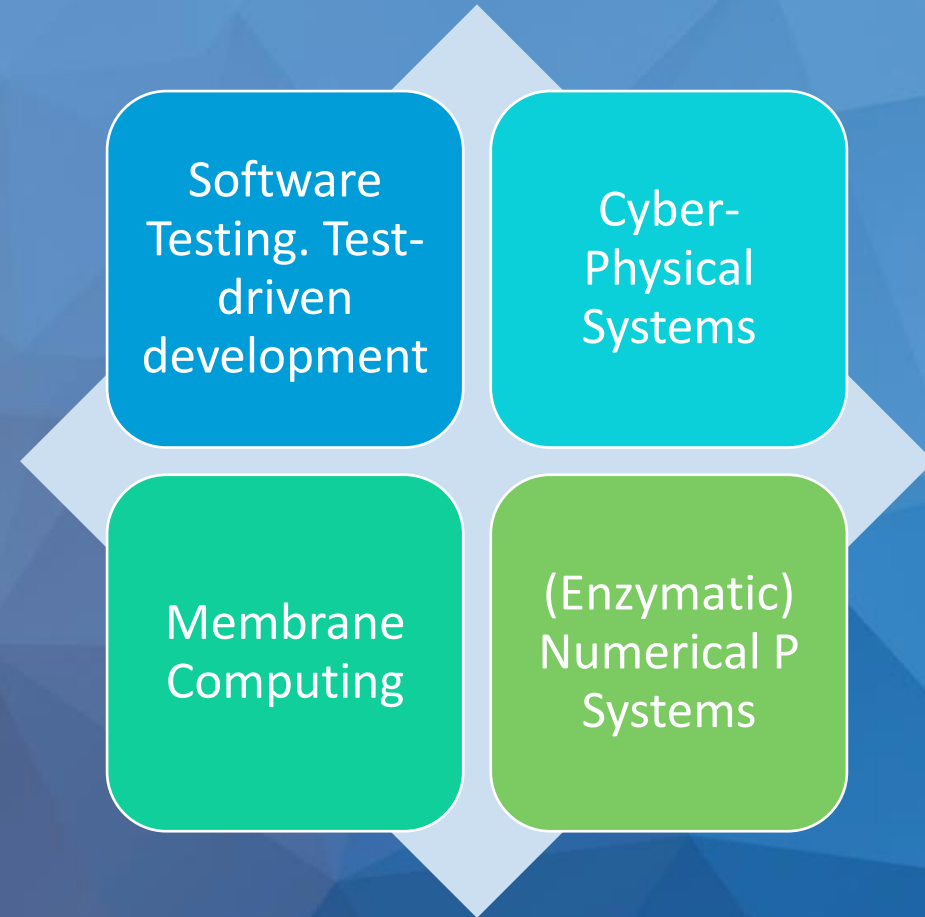 Software
Testing. Test-
driven
development
Cyber-
Physical
Systems
Membrane
Computing
(Enzymatic)
Numerical P
Systems